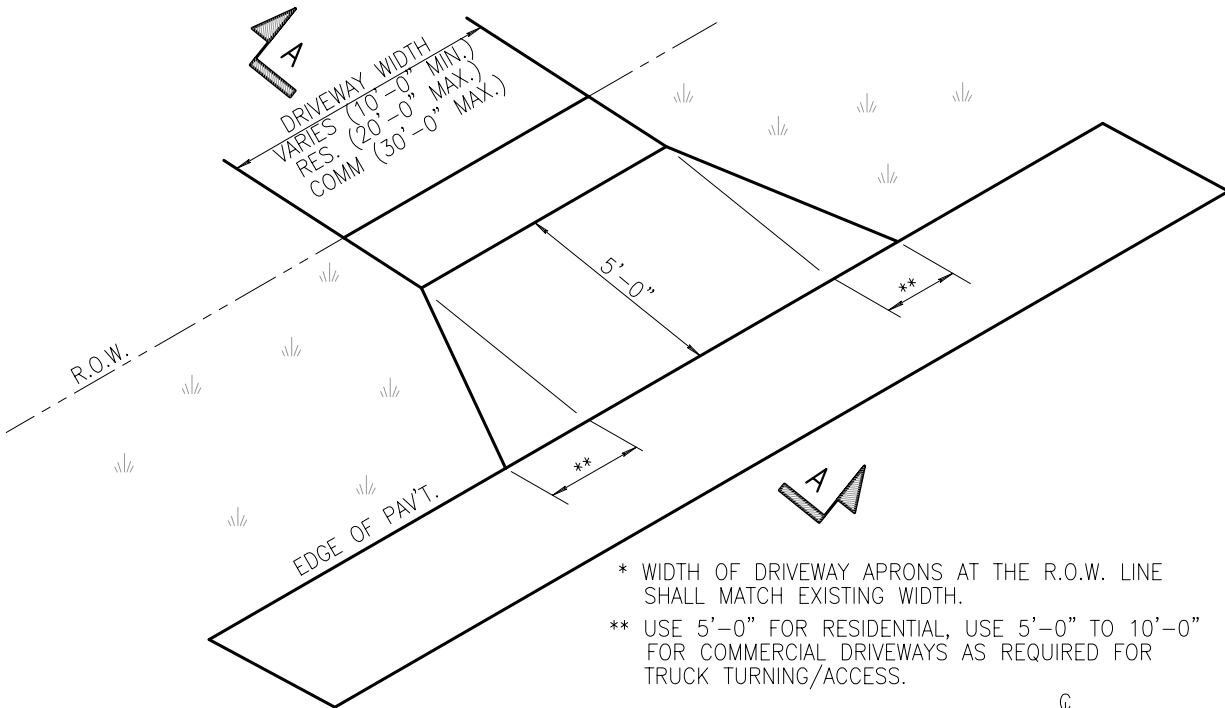 A
DRIVEWAY WIDTH
VARIES (10'-0" MIN.)
RES. (20'-0" MAX.)
COMM (30'-0" MAX.)
5'-0"
**
R.O.W.
**
A
EDGE OF PAV'T.
* WIDTH OF DRIVEWAY APRONS AT THE R.O.W. LINE
SHALL MATCH EXISTING WIDTH.
** USE 5'-0" FOR RESIDENTIAL, USE 5'-0" TO 10'-0"
FOR COMMERCIAL DRIVEWAYS AS REQUIRED FOR
TRUCK TURNING/ACCESS.
℄